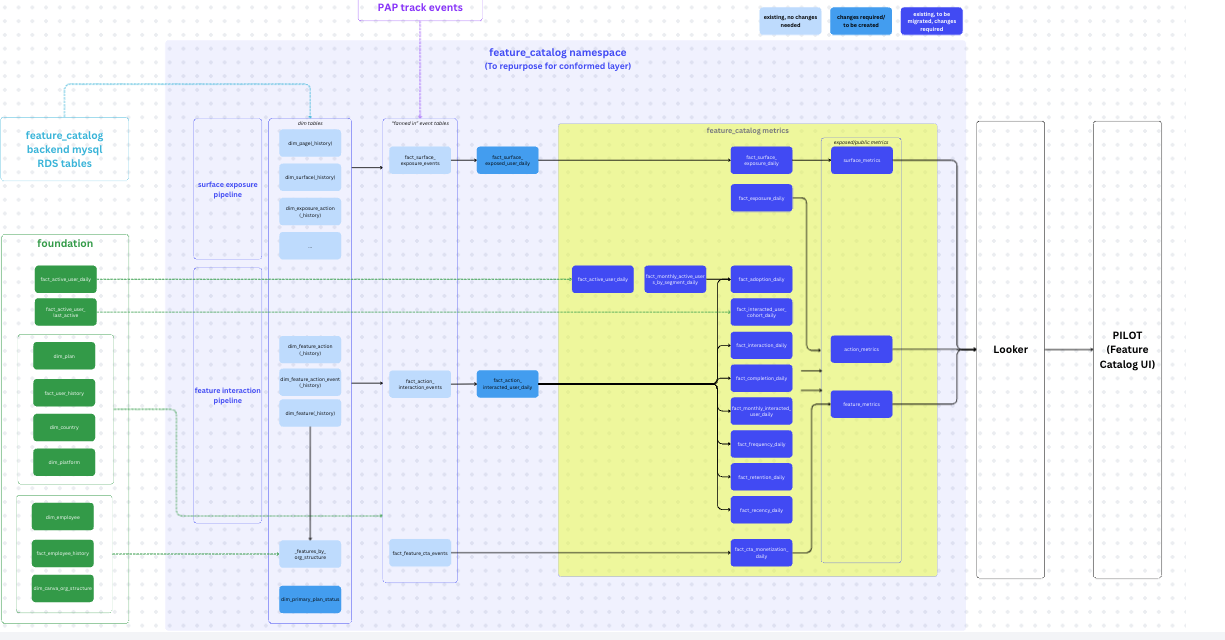 PAP track events
existing, no changes
needed
changes required/
to be created
existing, to be
migrated, changes
required
feature_catalog namespace
(To repurpose for conformed layer)
feature_catalog
backend mysql
RDS tables
surface exposure
pipeline
dim tables
dim_page(_history)
dim_surface(_history)
dim_exposure_action
(_history)
...
"fanned in" event tables
fact_surface_
exposure_events
fact_surface_
exposed_user_daily
feature_catalog metrics
fact_surface_
exposure_daily
fact_exposure_daily
exposed/public metrics
surface_metrics
foundation
fact_active_user_daily
fact_active_user_
last_active
dim_plan
fact_user_history
dim_country
dim_platform
dim_employee
fact_employee_history
dim_canva_org_structure
feature interaction
pipeline
dim_feature_action
(_history)
dim_feature_action_event
(_history)
dim_feature(_history)
_features_by_
org_structure
dim_primary_plan_status
fact_action_
interaction_events
fact_action_
interacted_user_daily
fact_feature_cta_events
fact_active_user_daily
fact_monthly_active_user
s_by_segment_daily
fact_adoption_daily
fact_interacted_user_
cohort_daily
fact_interaction_daily
fact_completion_daily
fact_monthly_interacted_
user_daily
fact_frequency_daily
fact_retention_daily
fact_recency_daily
fact_cta_monetization_
daily
action_metrics
feature_metrics
Looker
PILOT
(Feature
Catalog UI)